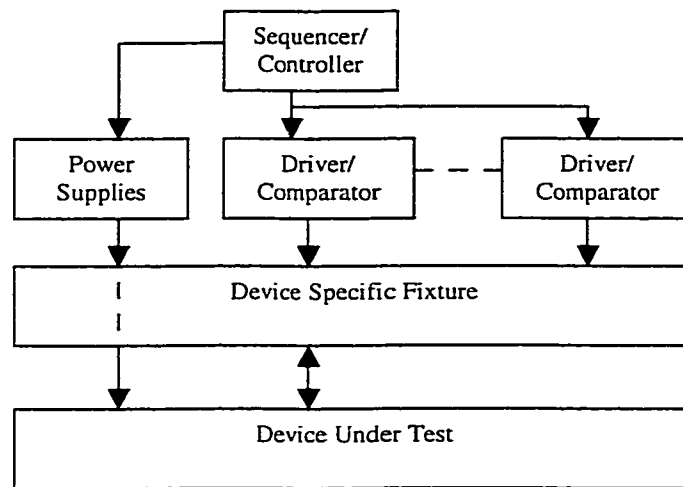 Sequencer/
Controller
Power
Supplies
Driver/
Comparator
Driver/
Comparator
Device Specific Fixture
Device Under Test